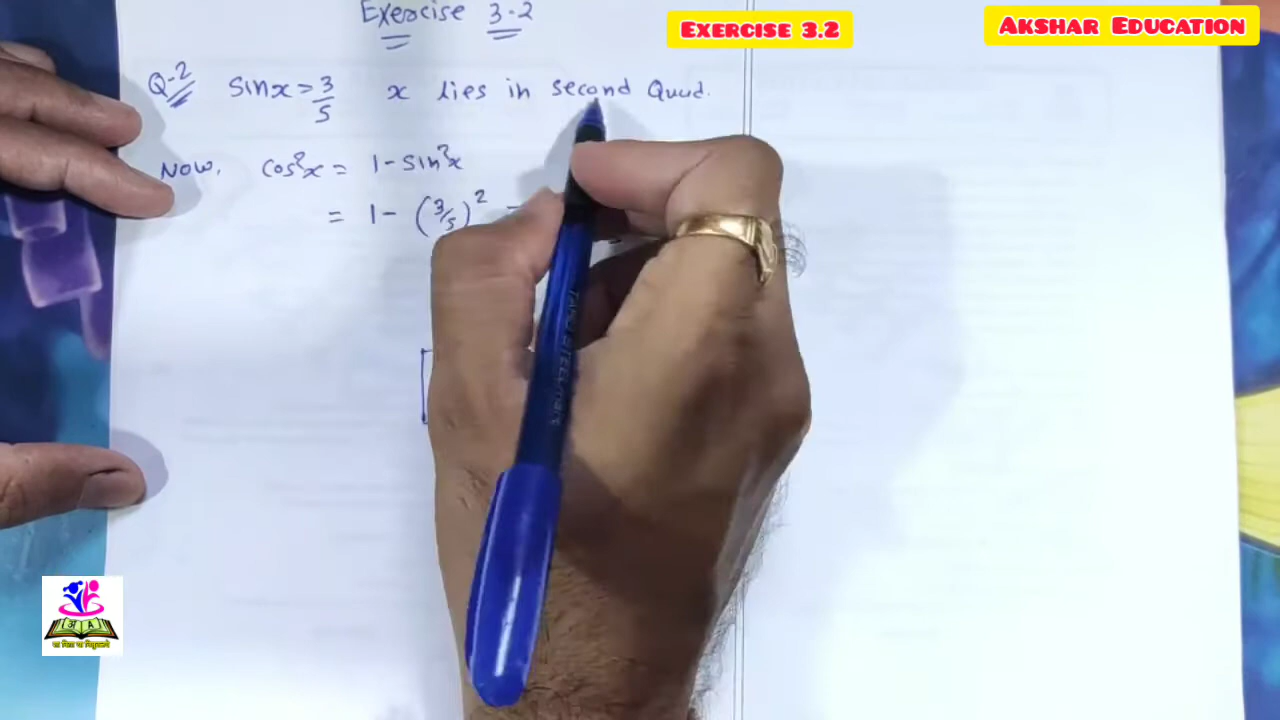 Exercise 3.2
EXERCISE 3.2
AKSHAR EDUCATION
Q-2 sinx = 3/5 x lies in second Quad.
Now, cos²x = 1 - sin²x
= 1 - (3/5)²
अ A